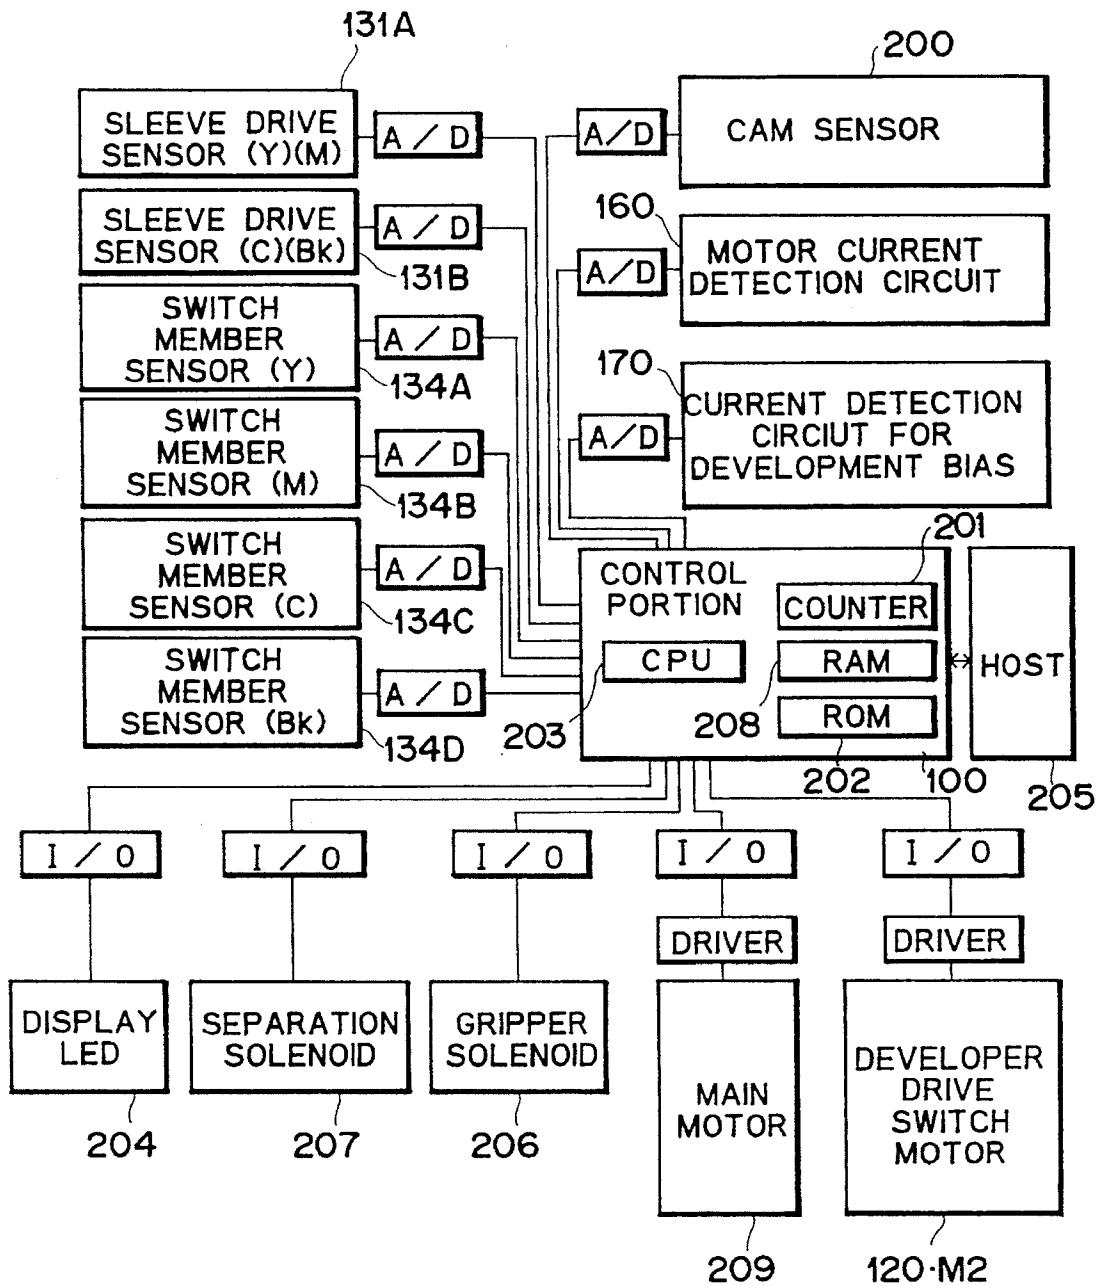 131A
SLEEVE DRIVE
SENSOR (Y)(M)
A/D
SLEEVE DRIVE
SENSOR (C)(Bk)
A/D
131B
SWITCH
MEMBER
SENSOR (Y)
A/D
134A
SWITCH
MEMBER
SENSOR (M)
A/D
134B
SWITCH
MEMBER
SENSOR (C)
A/D
134C
SWITCH
MEMBER
SENSOR (Bk)
A/D
134D
200
A/D
CAM SENSOR
160
A/D
MOTOR CURRENT
DETECTION CIRCUIT
170
A/D
CURRENT DETECTION
CIRCIUT FOR
DEVELOPMENT BIAS
201
CONTROL
PORTION
COUNTER
CPU
RAM
ROM
203
208
202
100
HOST
205
I/O
I/O
I/O
I/O
I/O
DRIVER
DRIVER
DISPLAY
LED
204
SEPARATION
SOLENOID
207
GRIPPER
SOLENOID
206
MAIN
MOTOR
209
DEVELOPER
DRIVE
SWITCH
MOTOR
120·M2